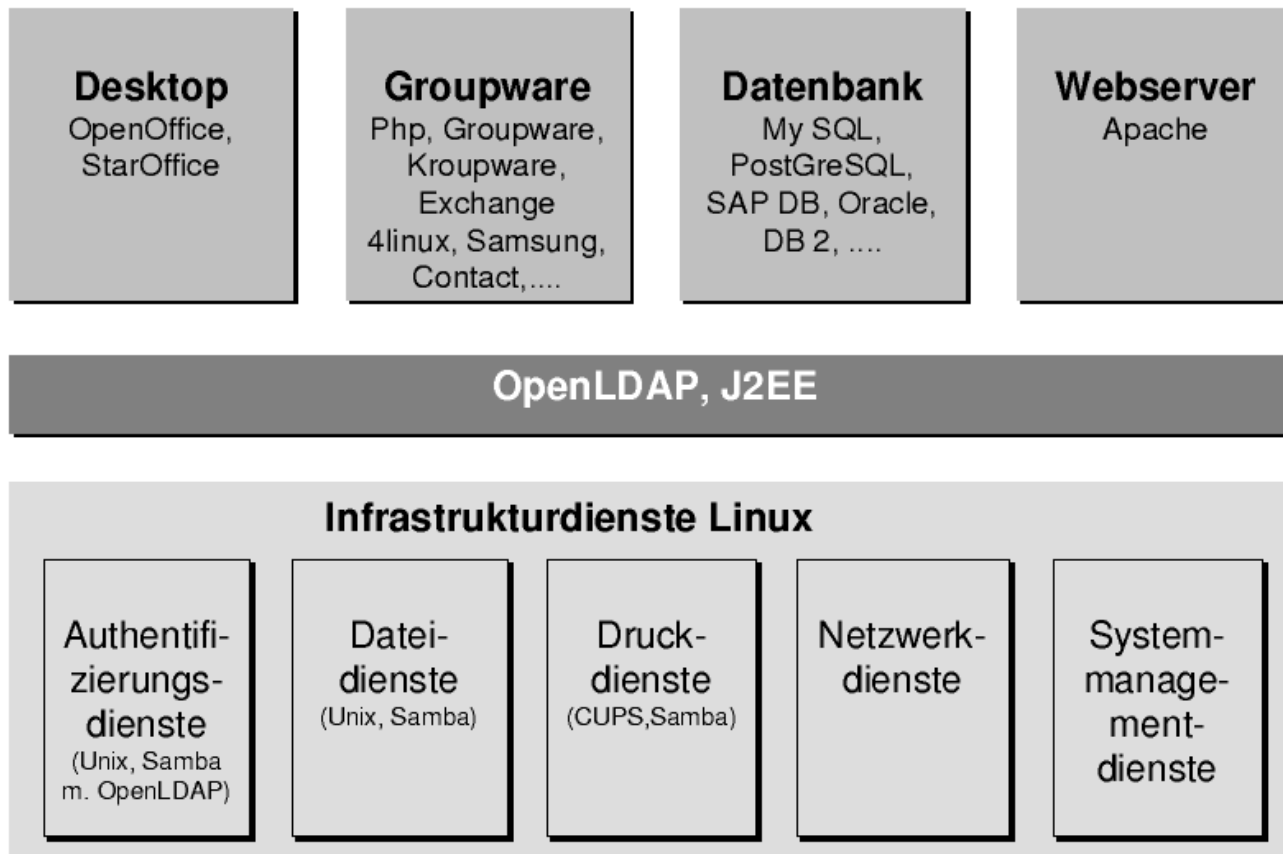 Desktop
OpenOffice,
StarOffice
Groupware
Php, Groupware,
Kroupware,
Exchange
4linux, Samsung,
Contact,....
Datenbank
My SQL,
PostGreSQL,
SAP DB, Oracle,
DB 2, ....
Webserver
Apache
OpenLDAP, J2EE
Infrastrukturdienste Linux
Authentifi-
zierungs-
dienste
(Unix, Samba
m. OpenLDAP)
Datei-
dienste
(Unix, Samba)
Druck-
dienste
(CUPS,Samba)
Netzwerk-
dienste
System-
manage-
ment-
dienste